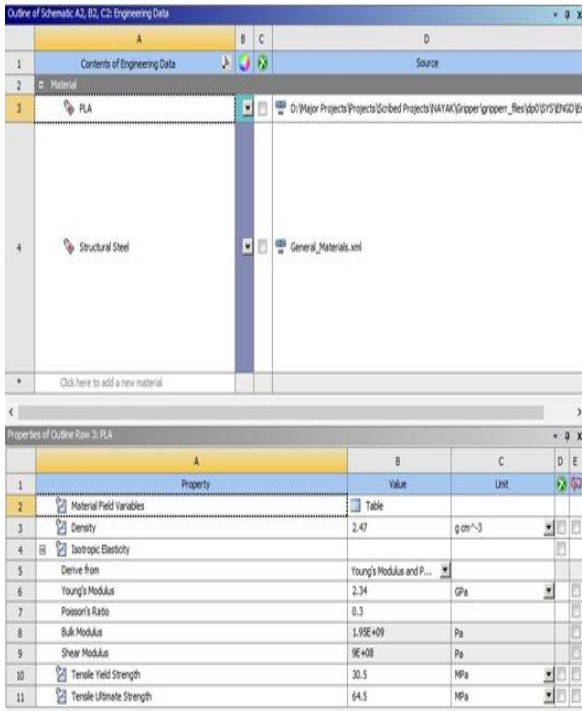 Outline of Schematic A2, B2, C2: Engineering Data
A B C D
1 Contents of Engineering Data Source
2 Material
3 PLA D:\Major Projects\Projects\Scribed Projects\NAYAK\Gripper\gripperr_files\dp0\SYS\ENGD\E
4 Structural Steel General_Materials.xml
* Click here to add a new material
Properties of Outline Row 3: PLA
A B C D E
1 Property Value Unit
2 Material Field Variables Table
3 Density 2.47 g cm^-3
4 Isotropic Elasticity
5 Derive from Young's Modulus and P...
6 Young's Modulus 2.34 GPa
7 Poisson's Ratio 0.3
8 Bulk Modulus 1.95E+09 Pa
9 Shear Modulus 9E+08 Pa
10 Tensile Yield Strength 30.5 MPa
11 Tensile Ultimate Strength 64.5 MPa